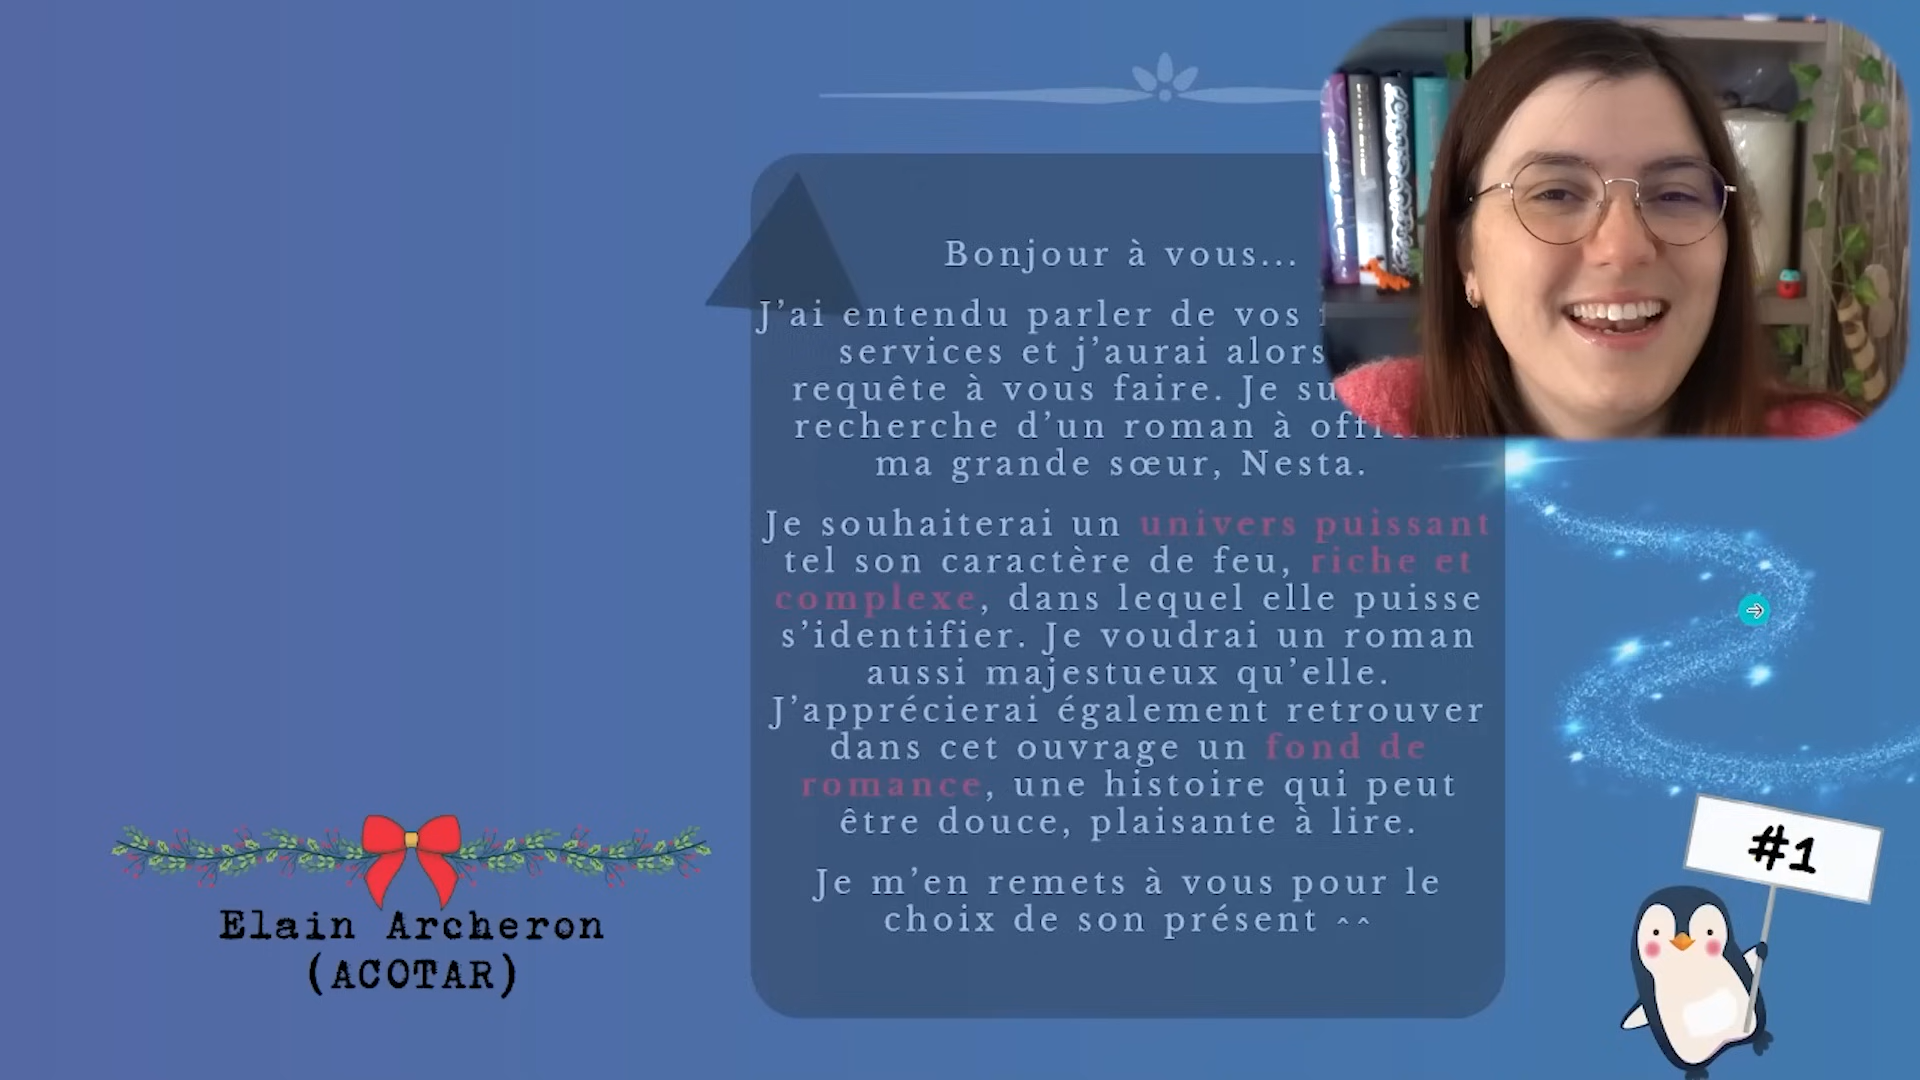 Bonjour à vous...
J'ai entendu parler de vos
services et j'aurai alors
requête à vous faire. Je
recherche d'un roman à
ma grande sœur, Nesta.
Je souhaiterai un univers puissant
tel son caractère de feu, riche et
complexe, dans lequel elle puisse
s'identifier. Je voudrai un roman
aussi majestueux qu'elle.
J'apprécierai également retrouver
dans cet ouvrage un fond de
romance, une histoire qui peut
être douce, plaisante à lire.
Je m'en remets à vous pour le
choix de son présent ^^
Elain Archeron
(ACOTAR)
#1